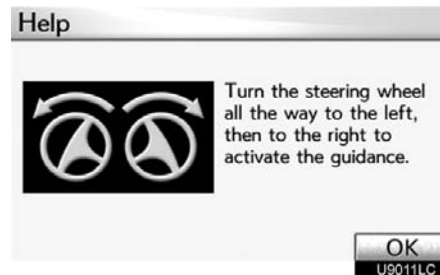 Help
Turn the steering wheel
all the way to the left,
then to the right to
activate the guidance.
OK
U9011LC